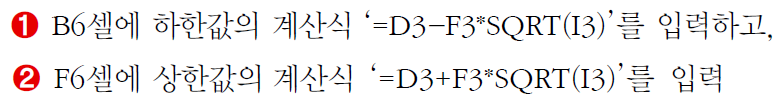 ❶ B6셀에 하한값의 계산식 ‘=D3−F3*SQRT(I3)’를 입력하고,
❷ F6셀에 상한값의 계산식 ‘=D3+F3*SQRT(I3)’를 입력